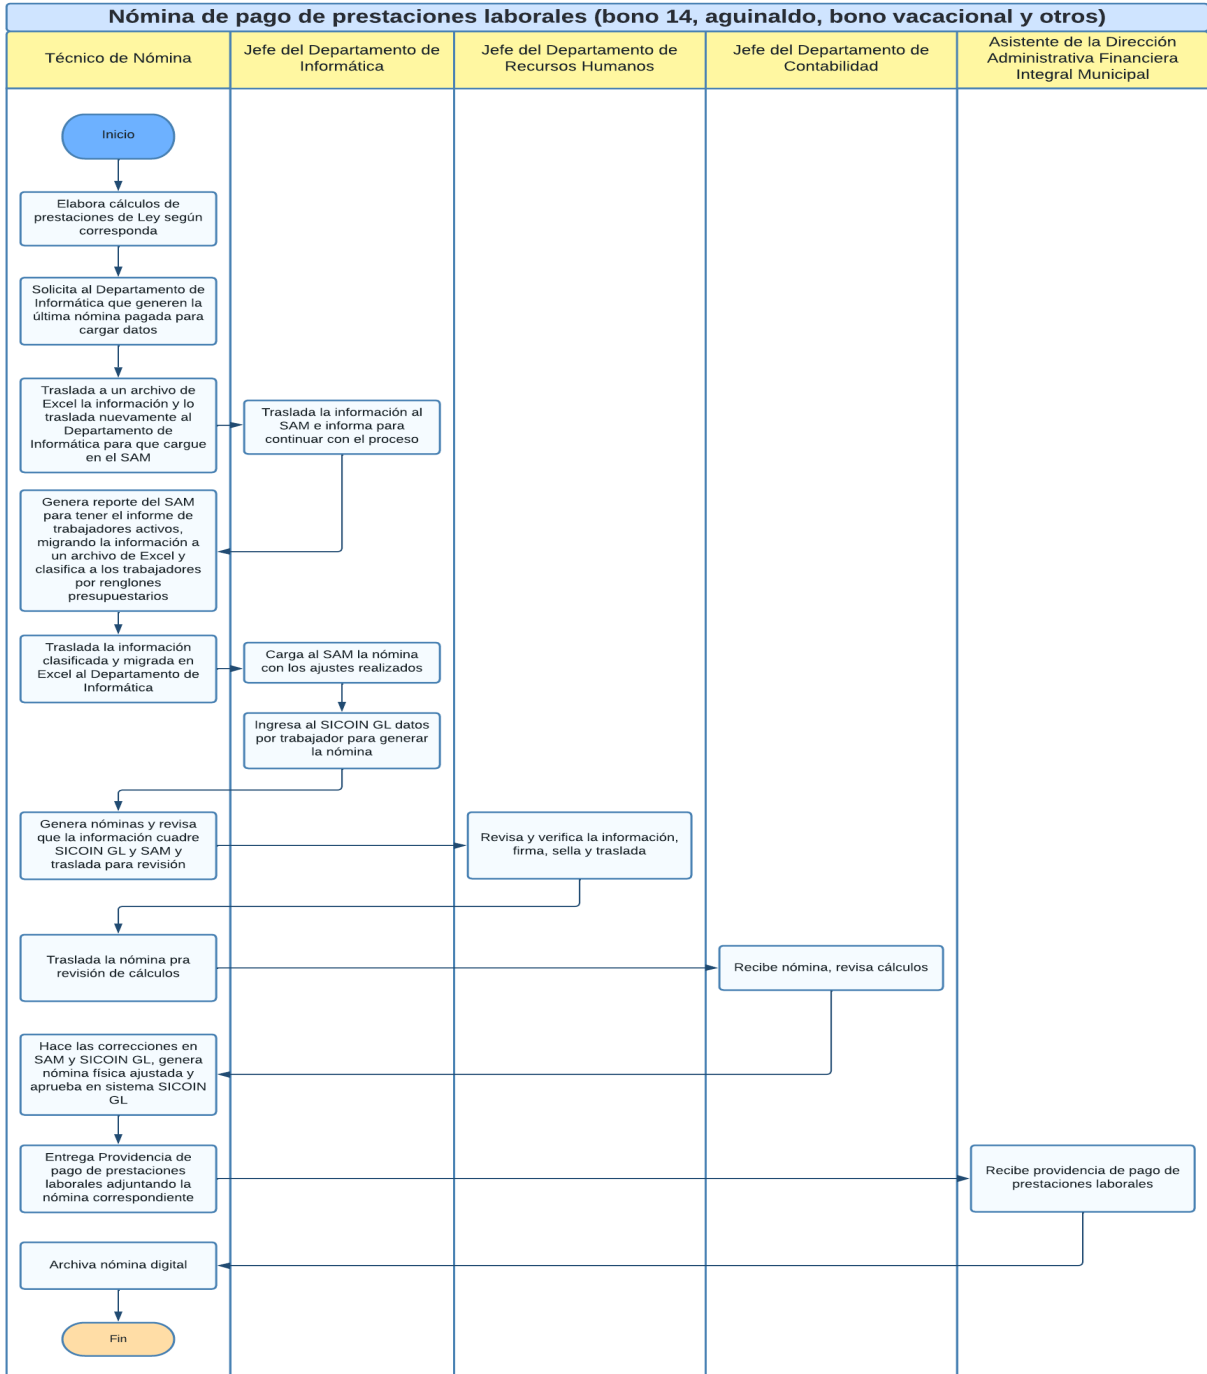 Nómina de pago de prestaciones laborales (bono 14, aguinaldo, bono vacacional y otros)
Técnico de Nómina
Jefe del Departamento de
Informática
Jefe del Departamento de
Recursos Humanos
Jefe del Departamento de
Contabilidad
Asistente de la Dirección
Administrativa Financiera
Integral Municipal
Inicio
Elabora cálculos de
prestaciones de Ley según
corresponda
Solicita al Departamento de
Informática que generen la
última nómina pagada para
cargar datos
Traslada a un archivo de
Excel la información y lo
traslada nuevamente al
Departamento de
Informática para que cargue
en el SAM
Traslada la información al
SAM e informa para
continuar con el proceso
Genera reporte del SAM
para tener el informe de
trabajadores activos,
migrando la información a
un archivo de Excel y
clasifica a los trabajadores
por renglones
presupuestarios
Traslada la información
clasificada y migrada en
Excel al Departamento de
Informática
Carga al SAM la nómina
con los ajustes realizados
Ingresa al SICOIN GL datos
por trabajador para generar
la nómina
Genera nóminas y revisa
que la información cuadre
SICOIN GL y SAM y
traslada para revisión
Revisa y verifica la información,
firma, sella y traslada
Traslada la nómina pra
revisión de cálculos
Recibe nómina, revisa cálculos
Hace las correcciones en
SAM y SICOIN GL, genera
nómina física ajustada y
aprueba en sistema SICOIN
GL
Entrega Providencia de
pago de prestaciones
laborales adjuntando la
nómina correspondiente
Recibe providencia de pago de
prestaciones laborales
Archiva nómina digital
Fin